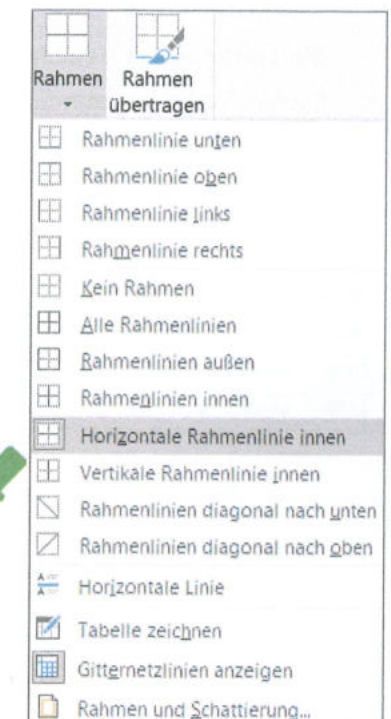 Rahmen Rahmen
übertragen
Rahmenlinie unten
Rahmenlinie oben
Rahmenlinie links
Rahmenlinie rechts
Kein Rahmen
Alle Rahmenlinien
Rahmenlinien außen
Rahmenlinien innen
Horizontale Rahmenlinie innen
Vertikale Rahmenlinie innen
Rahmenlinien diagonal nach unten
Rahmenlinien diagonal nach oben
Horizontale Linie
Tabelle zeichnen
Gitternetzlinien anzeigen
Rahmen und Schattierung...